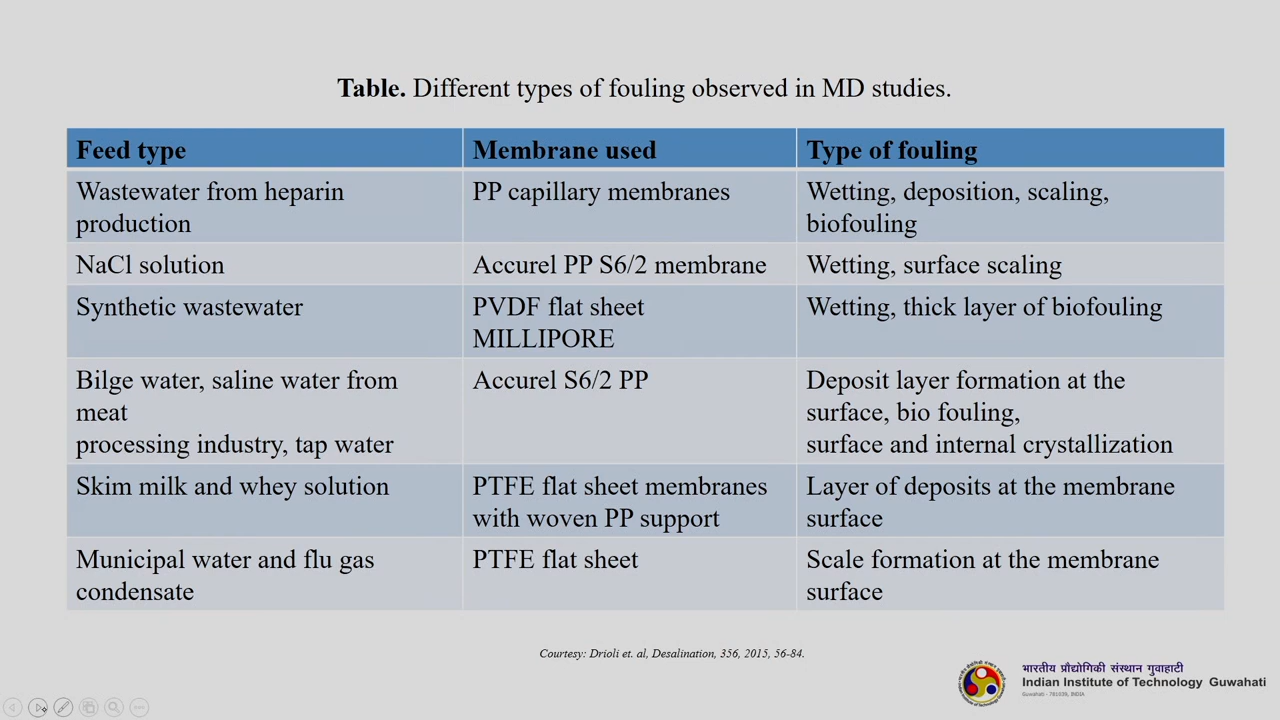 Table. Different types of fouling observed in MD studies.
Feed type
Membrane used
Type of fouling
Wastewater from heparin
production
PP capillary membranes
Wetting, deposition, scaling,
biofouling
NaCl solution
Accurel PP S6/2 membrane
Wetting, surface scaling
Synthetic wastewater
PVDF flat sheet
MILLIPORE
Wetting, thick layer of biofouling
Bilge water, saline water from
meat
processing industry, tap water
Accurel S6/2 PP
Deposit layer formation at the
surface, bio fouling,
surface and internal crystallization
Skim milk and whey solution
PTFE flat sheet membranes
with woven PP support
Layer of deposits at the membrane
surface
Municipal water and flu gas
condensate
PTFE flat sheet
Scale formation at the membrane
surface
Courtesy: Drioli et. al, Desalination, 356, 2015, 56-84.
भारतीय प्रौद्योगिकी संस्थान गुवाहाटी
Indian Institute of Technology Guwahati
Guwahati - 781039, INDIA